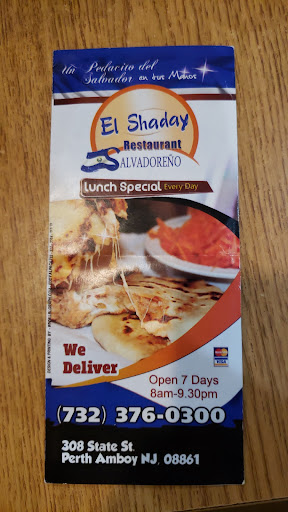 Un Pedacito del
Salvador en tus Manos
El Shaday
Restaurant
SALVADOREÑO
Lunch Special Every Day
We
Deliver
VISA
Open 7 Days
8am-9.30pm
(732) 376-0300
308 State St.
Perth Amboy NJ, 08861